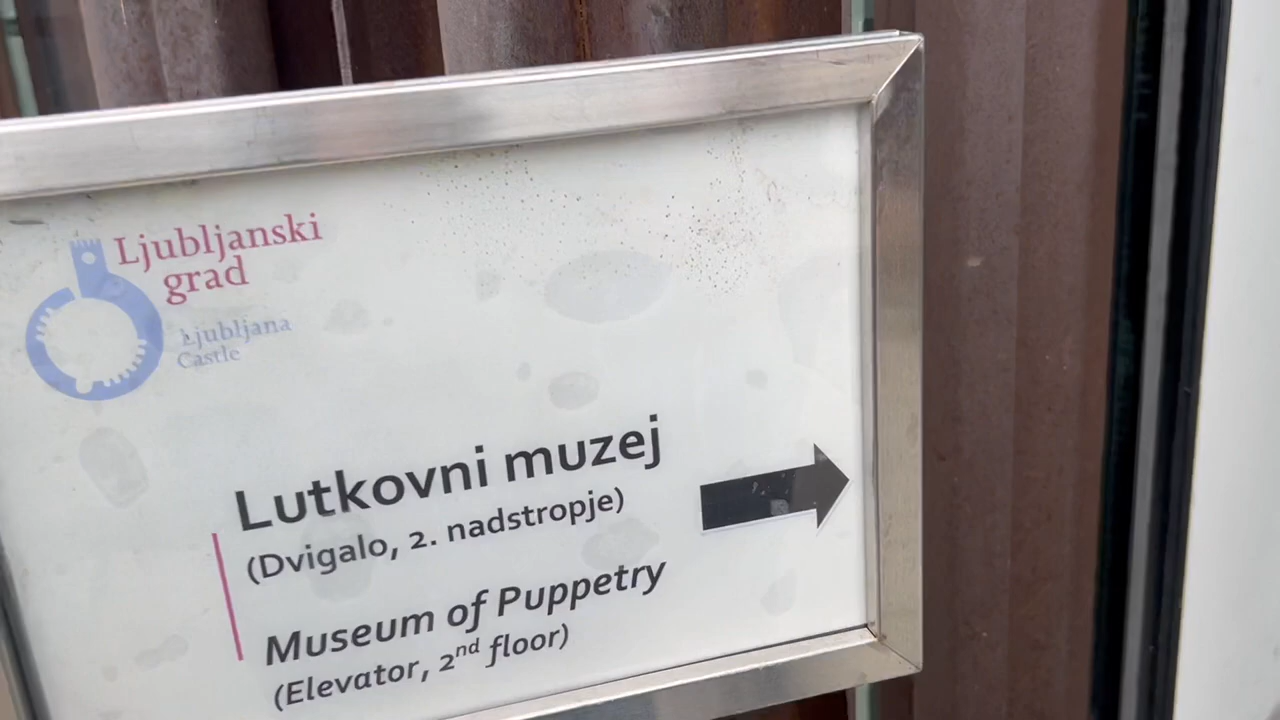 Ljubljanski
grad
Ljubljana
Castle
Lutkovni muzej
(Dvigalo, 2. nadstropje)
Museum of Puppetry
(Elevator, 2nd floor)